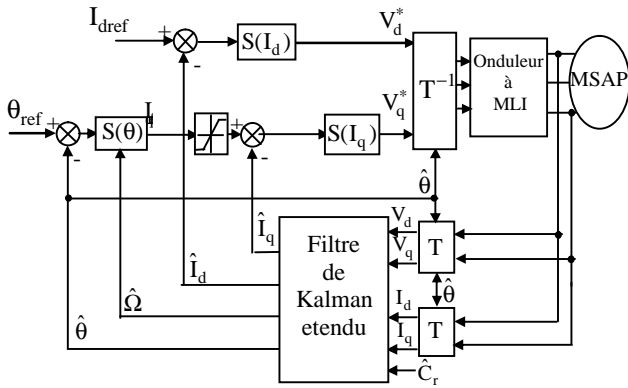 I_dref
+
-
S(I_d)
V_d^*
T^-1
Onduleur
à
MLI
MSAP
θ_ref
+
-
S(θ)
+
-
S(I_q)
V_q^*
θ̂
Î_q
Î_d
Ω̂
θ̂
Filtre
de
Kalman
etendu
V_d
V_q
T
θ̂
I_d
I_q
T
Ĉ_r